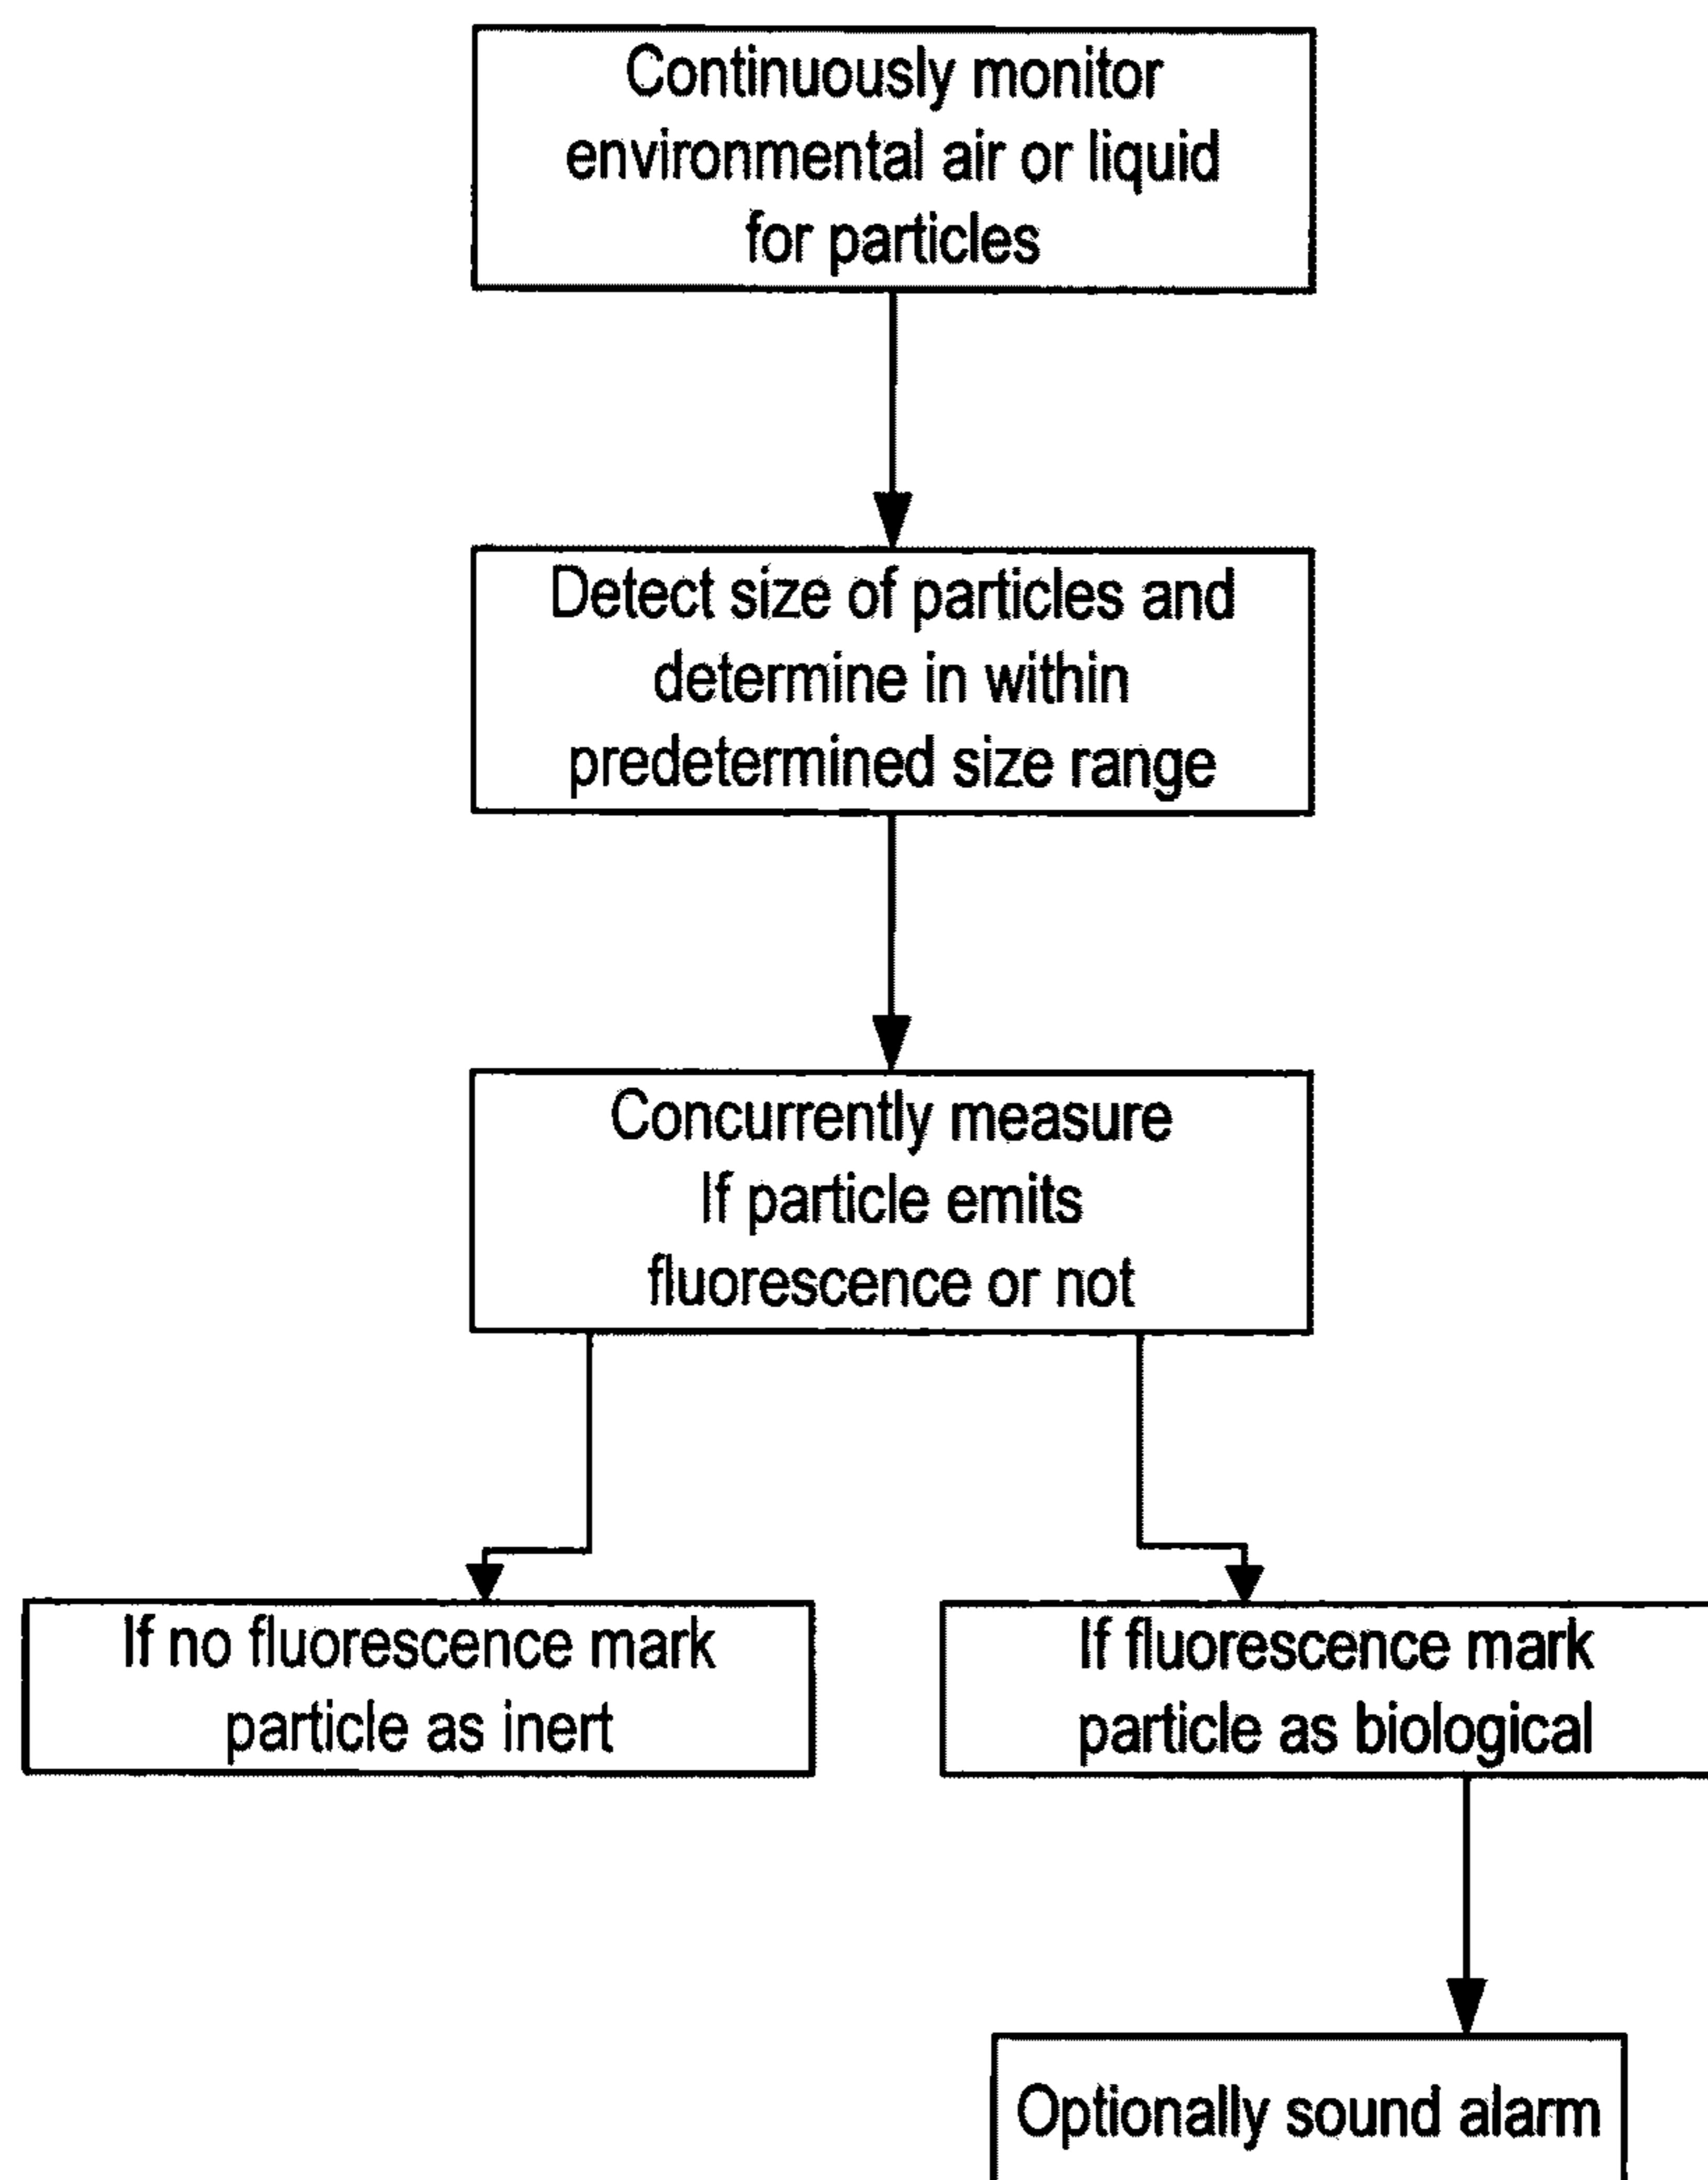 Continuously monitor
environmental air or liquid
for particles
Detect size of particles and
determine in within
predetermined size range
Concurrently measure
If particle emits
fluorescence or not
If no fluorescence mark
particle as inert
If fluorescence mark
particle as biological
Optionally sound alarm